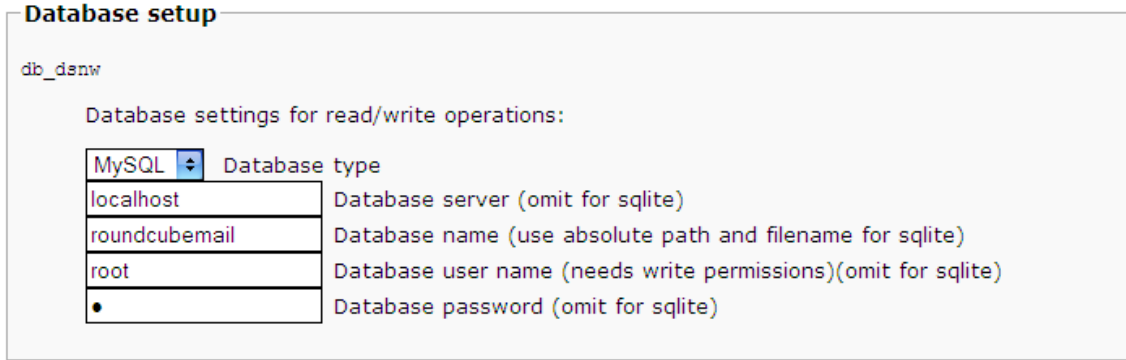 Database setup
db_dsnw
Database settings for read/write operations:
MySQL Database type
localhost Database server (omit for sqlite)
roundcubemail Database name (use absolute path and filename for sqlite)
root Database user name (needs write permissions)(omit for sqlite)
● Database password (omit for sqlite)